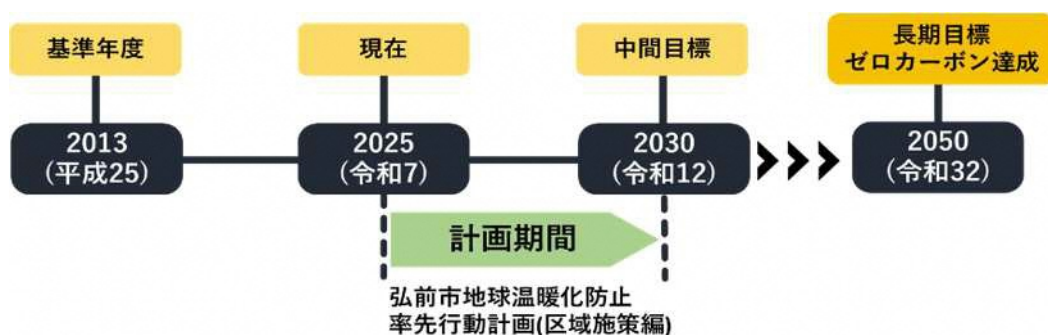 基準年度
現在
中間目標
長期目標
ゼロカーボン達成
2013
(平成25)
2025
(令和7)
2030
(令和12)
2050
(令和32)
計画期間
弘前市地球温暖化防止
率先行動計画(区域施策編)